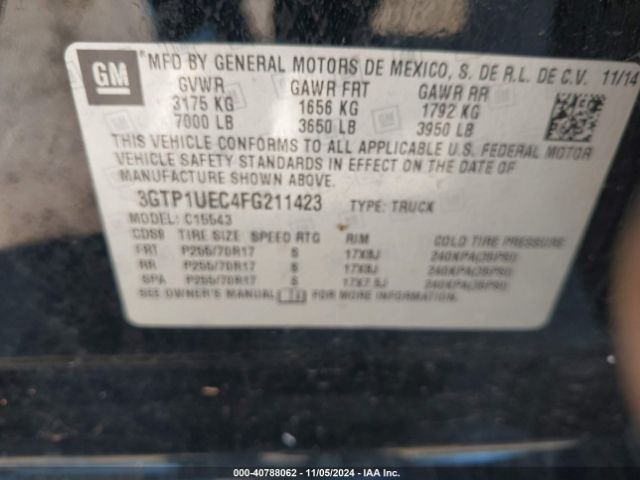 GM
MFD BY GENERAL MOTORS DE MEXICO, S. DE R.L. DE C.V. 11/14
GVWR GAWR FRT GAWR RR
3175 KG 1656 KG 1792 KG
7000 LB 3650 LB 3950 LB
THIS VEHICLE CONFORMS TO ALL APPLICABLE U.S. FEDERAL MOTOR
VEHICLE SAFETY STANDARDS IN EFFECT ON THE DATE OF
MANUFACTURE SHOWN ABOVE.
3GTP1UEC4FG211423 TYPE: TRUCK
MODEL: C15543
TIRE SIZE SPEED RTG RIM COLD TIRE PRESSURE
FRT P255/70R17 S 17X8J 240KPA(35PSI)
RR P255/70R17 S 17X8J 240KPA(35PSI)
SPA P255/70R17 S 17X7.5J 240KPA(35PSI)
SEE OWNER'S MANUAL FOR MORE INFORMATION.
000-40788062 - 11/05/2024 - IAA Inc.